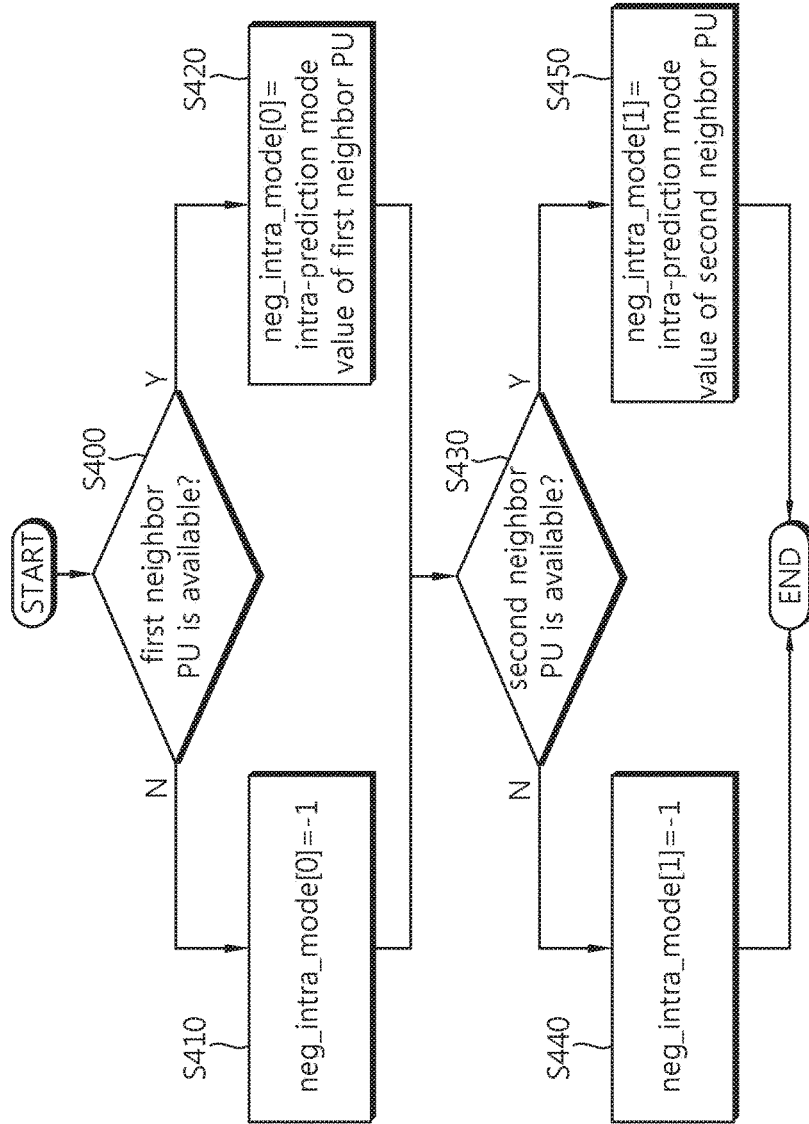 START
S400
first neighbor
PU is available?
N
Y
S410
neg_intra_mode[0]=-1
S420
neg_intra_mode[0]=
intra-prediction mode
value of first neighbor PU
S430
second neighbor
PU is available?
N
Y
S440
neg_intra_mode[1]=-1
S450
neg_intra_mode[1]=
intra-prediction mode
value of second neighbor PU
END